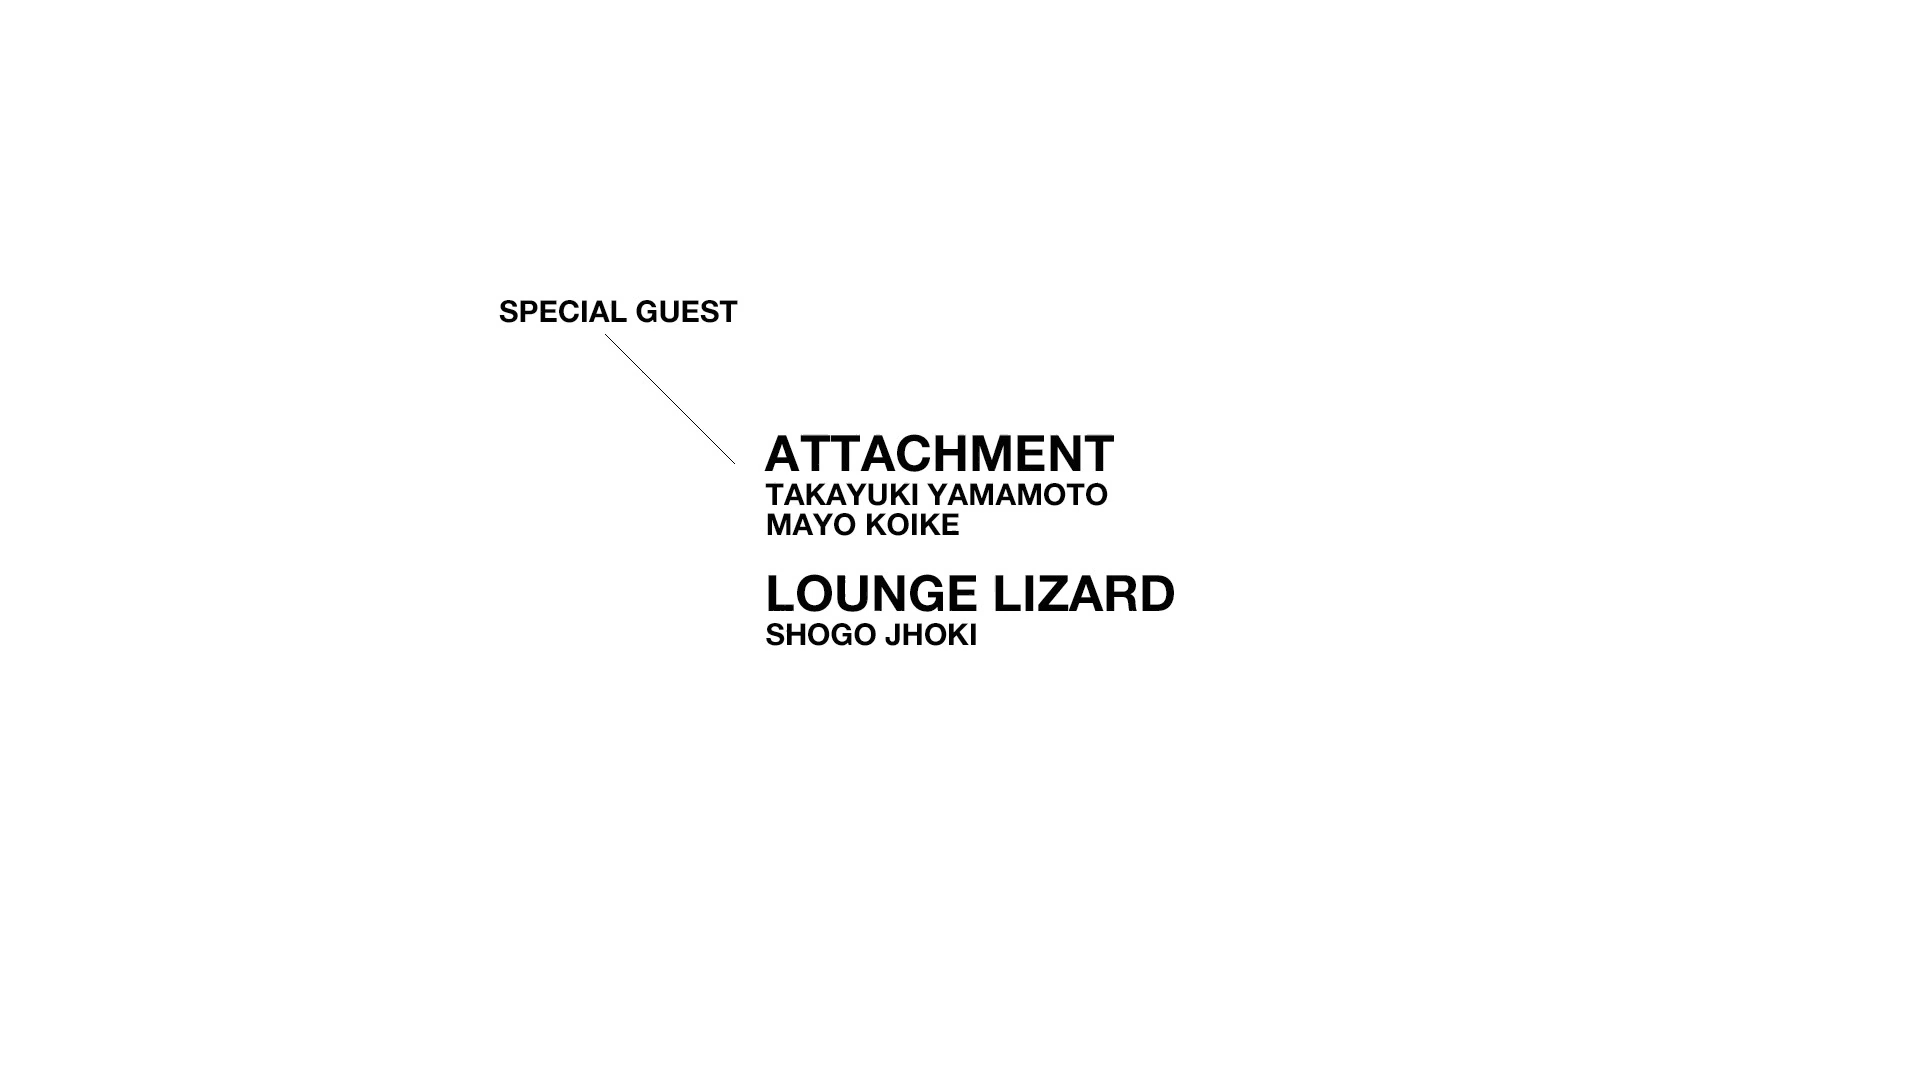 SPECIAL GUEST
ATTACHMENT
TAKAYUKI YAMAMOTO
MAYO KOIKE
LOUNGE LIZARD
SHOGO JHOKI